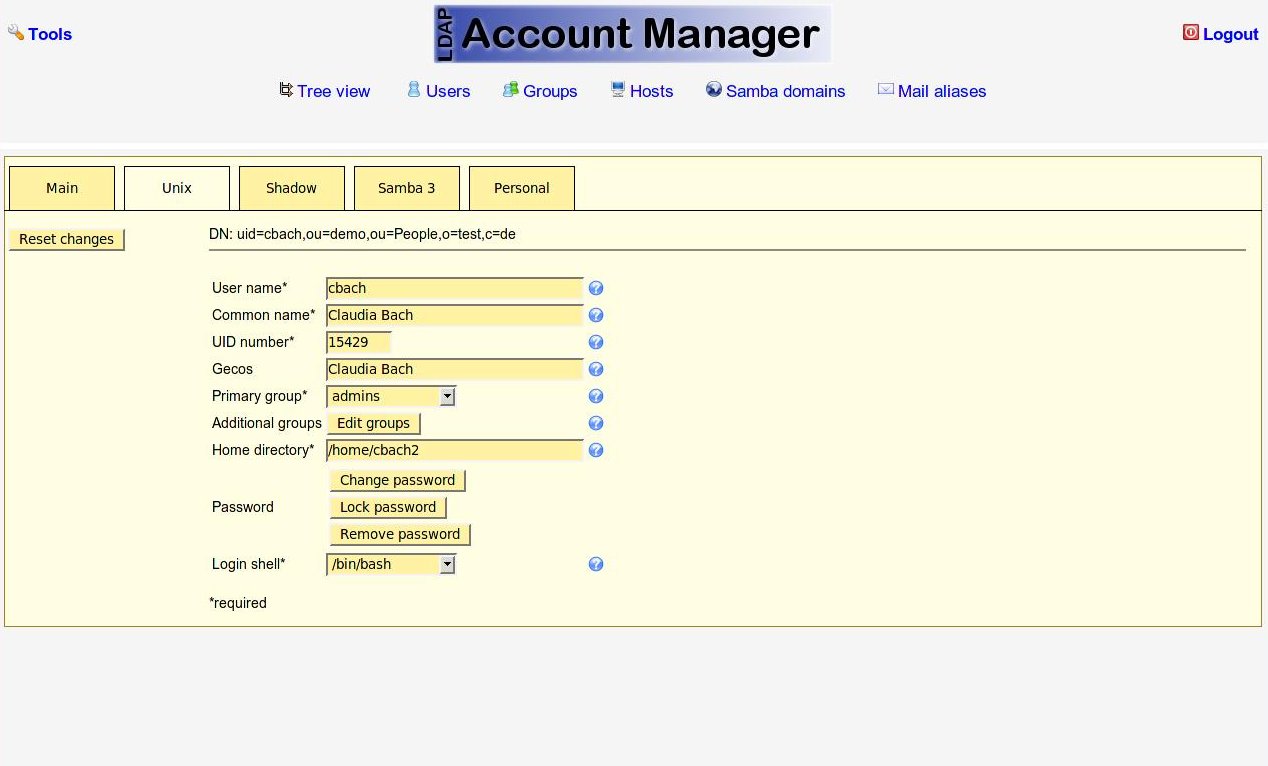 Tools
LDAP Account Manager
Logout
Tree view Users Groups Hosts Samba domains Mail aliases
Main Unix Shadow Samba 3 Personal
Reset changes
DN: uid=cbach,ou=demo,ou=People,o=test,c=de
User name* cbach
Common name* Claudia Bach
UID number* 15429
Gecos Claudia Bach
Primary group* admins
Additional groups Edit groups
Home directory* /home/cbach2
Change password
Password Lock password
Remove password
Login shell* /bin/bash
*required